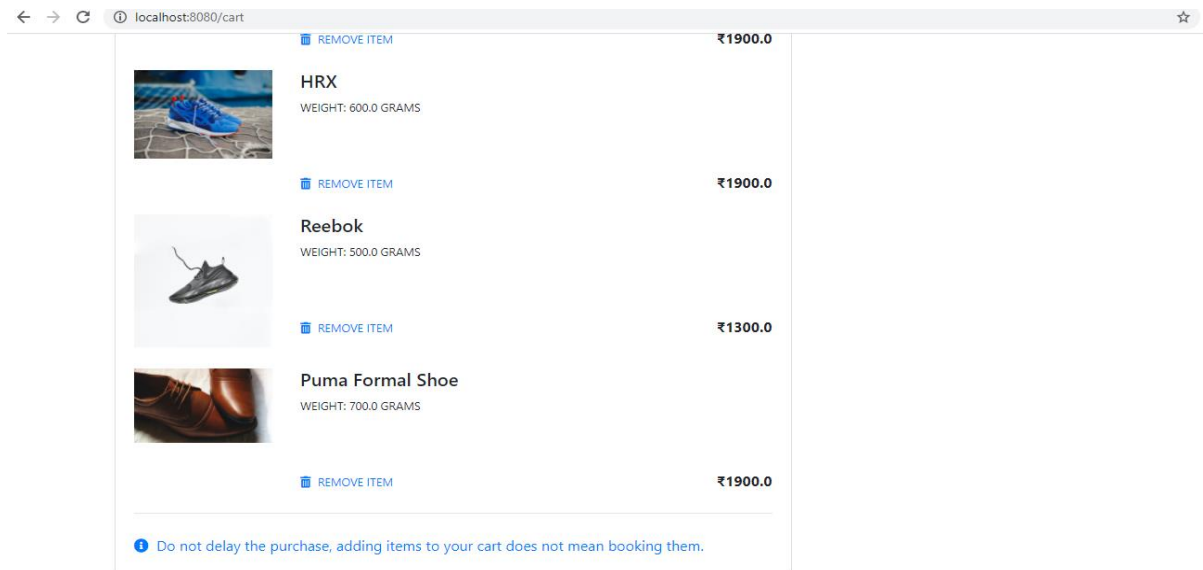 localhost:8080/cart
REMOVE ITEM ₹1900.0
HRX
WEIGHT: 600.0 GRAMS
REMOVE ITEM ₹1900.0
Reebok
WEIGHT: 500.0 GRAMS
REMOVE ITEM ₹1300.0
Puma Formal Shoe
WEIGHT: 700.0 GRAMS
REMOVE ITEM ₹1900.0
Do not delay the purchase, adding items to your cart does not mean booking them.